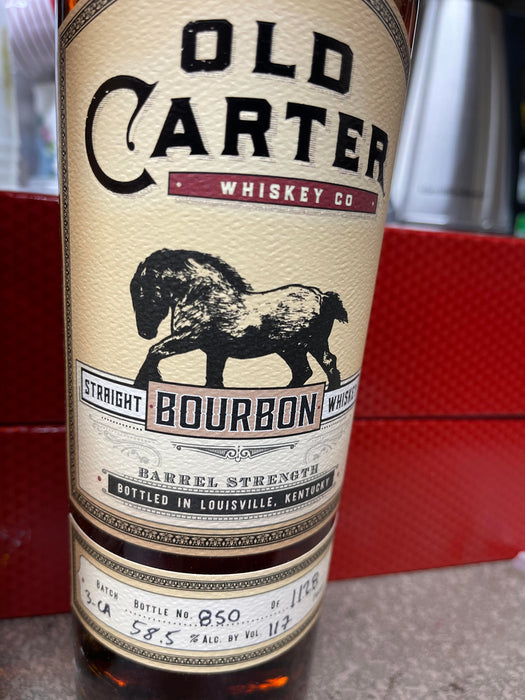 OLD
CARTER
WHISKEY CO
STRAIGHT BOURBON WHISKEY
BARREL STRENGTH
BOTTLED IN LOUISVILLE, KENTUCKY
BATCH BOTTLE NO. 850 OF 1128
3-CA 58.5 % ALC. BY VOL. 117